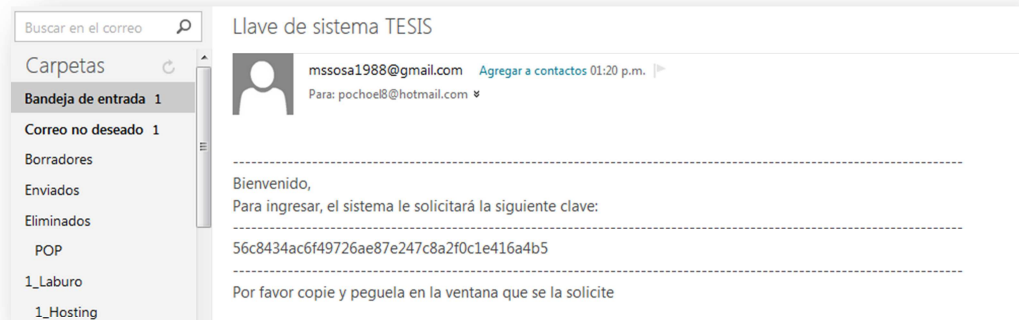 Buscar en el correo
Carpetas
Bandeja de entrada 1
Correo no deseado 1
Borradores
Enviados
Eliminados
POP
1_Laburo
1_Hosting
Llave de sistema TESIS
mssosa1988@gmail.com Agregar a contactos 01:20 p.m.
Para: pochoel8@hotmail.com
--------------------------------------------------
Bienvenido,
Para ingresar, el sistema le solicitará la siguiente clave:
--------------------------------------------------
56c8434ac6f49726ae87e247c8a2f0c1e416a4b5
--------------------------------------------------
Por favor copie y peguela en la ventana que se la solicite